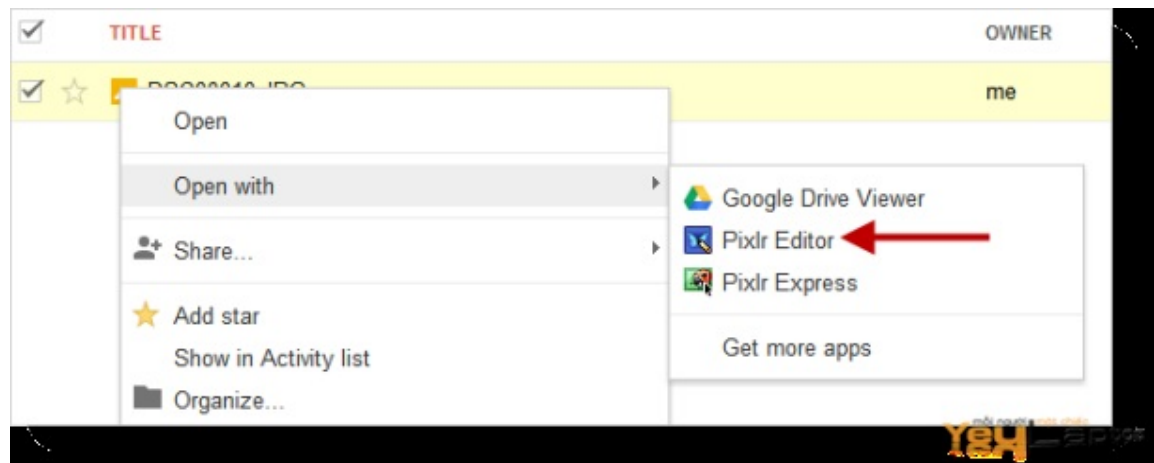 TITLE OWNER
me
Open
Open with
Google Drive Viewer
Pixlr Editor
Share...
Pixlr Express
Add star
Get more apps
Show in Activity list
Organize...